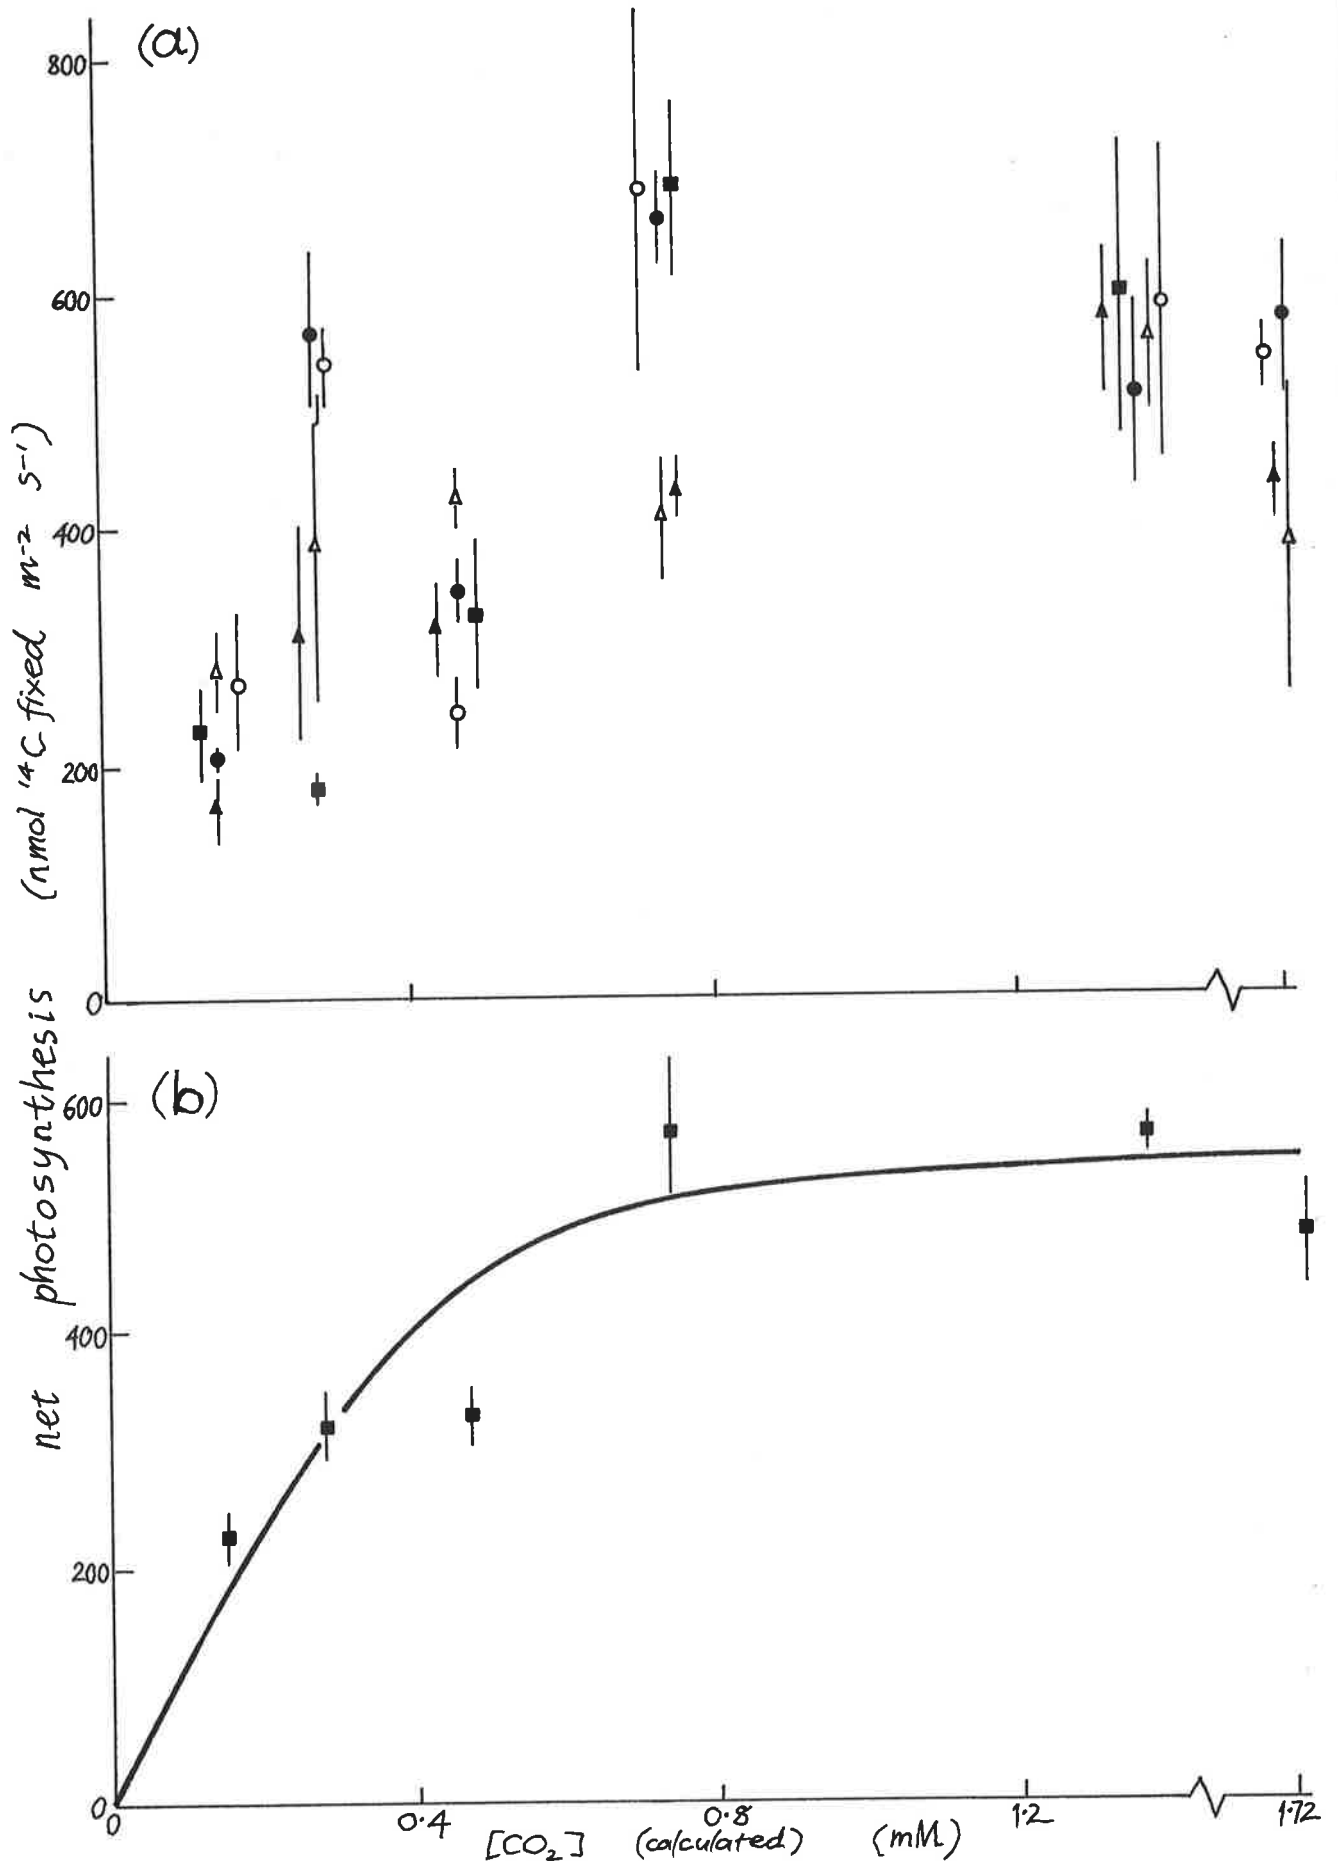 (a)
800
600
400
200
0
(b)
600
400
200
0
0 0.4 0.8 1.2 1.72
[CO₂] (calculated) (mM)
net photosynthesis (nmol ¹⁴C fixed m⁻² s⁻¹)